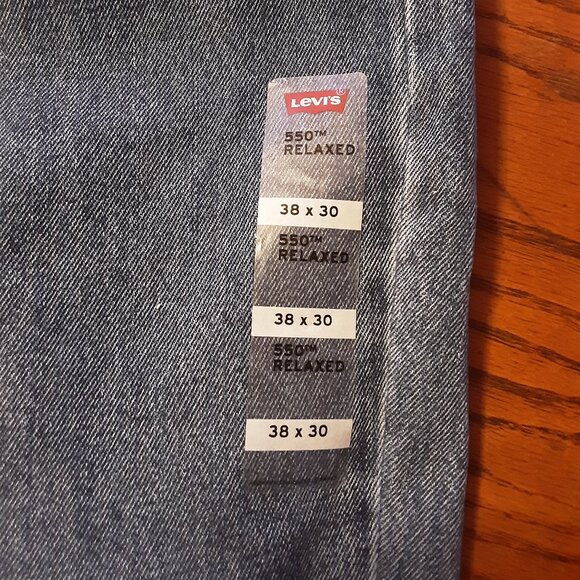 LEVI'S®
550™
RELAXED
38 x 30
550™
RELAXED
38 x 30
550™
RELAXED
38 x 30